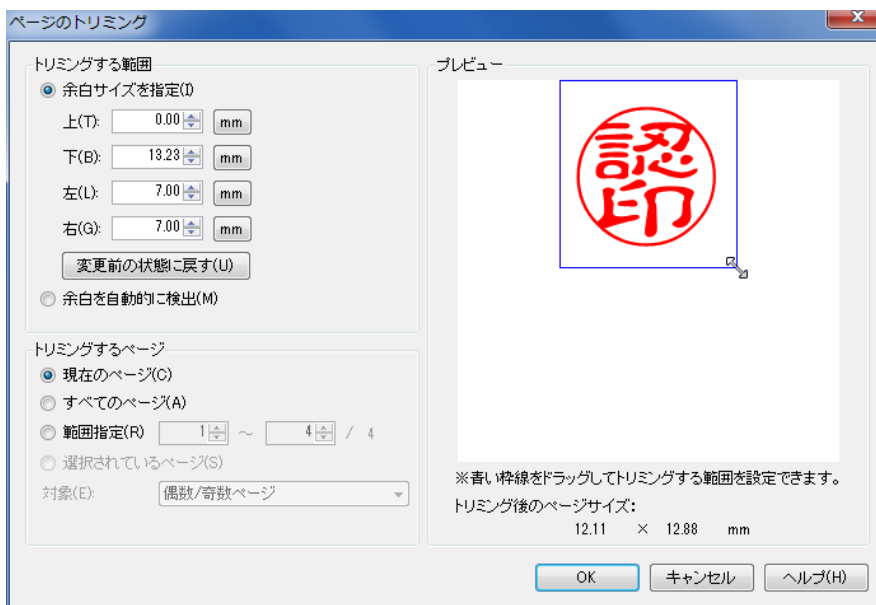 ページのトリミング
X
トリミングする範囲
余白サイズを指定(I)
上(T): 0.00 mm
下(B): 13.23 mm
左(L): 7.00 mm
右(G): 7.00 mm
変更前の状態に戻す(U)
余白を自動的に検出(M)
トリミングするページ
現在のページ(C)
すべてのページ(A)
範囲指定(R) 1 ～ 4 / 4
選択されているページ(S)
対象(E): 偶数/奇数ページ
プレビュー
認
印
※青い枠線をドラッグしてトリミングする範囲を設定できます。
トリミング後のページサイズ:
12.11 × 12.88 mm
OK キャンセル ヘルプ(H)